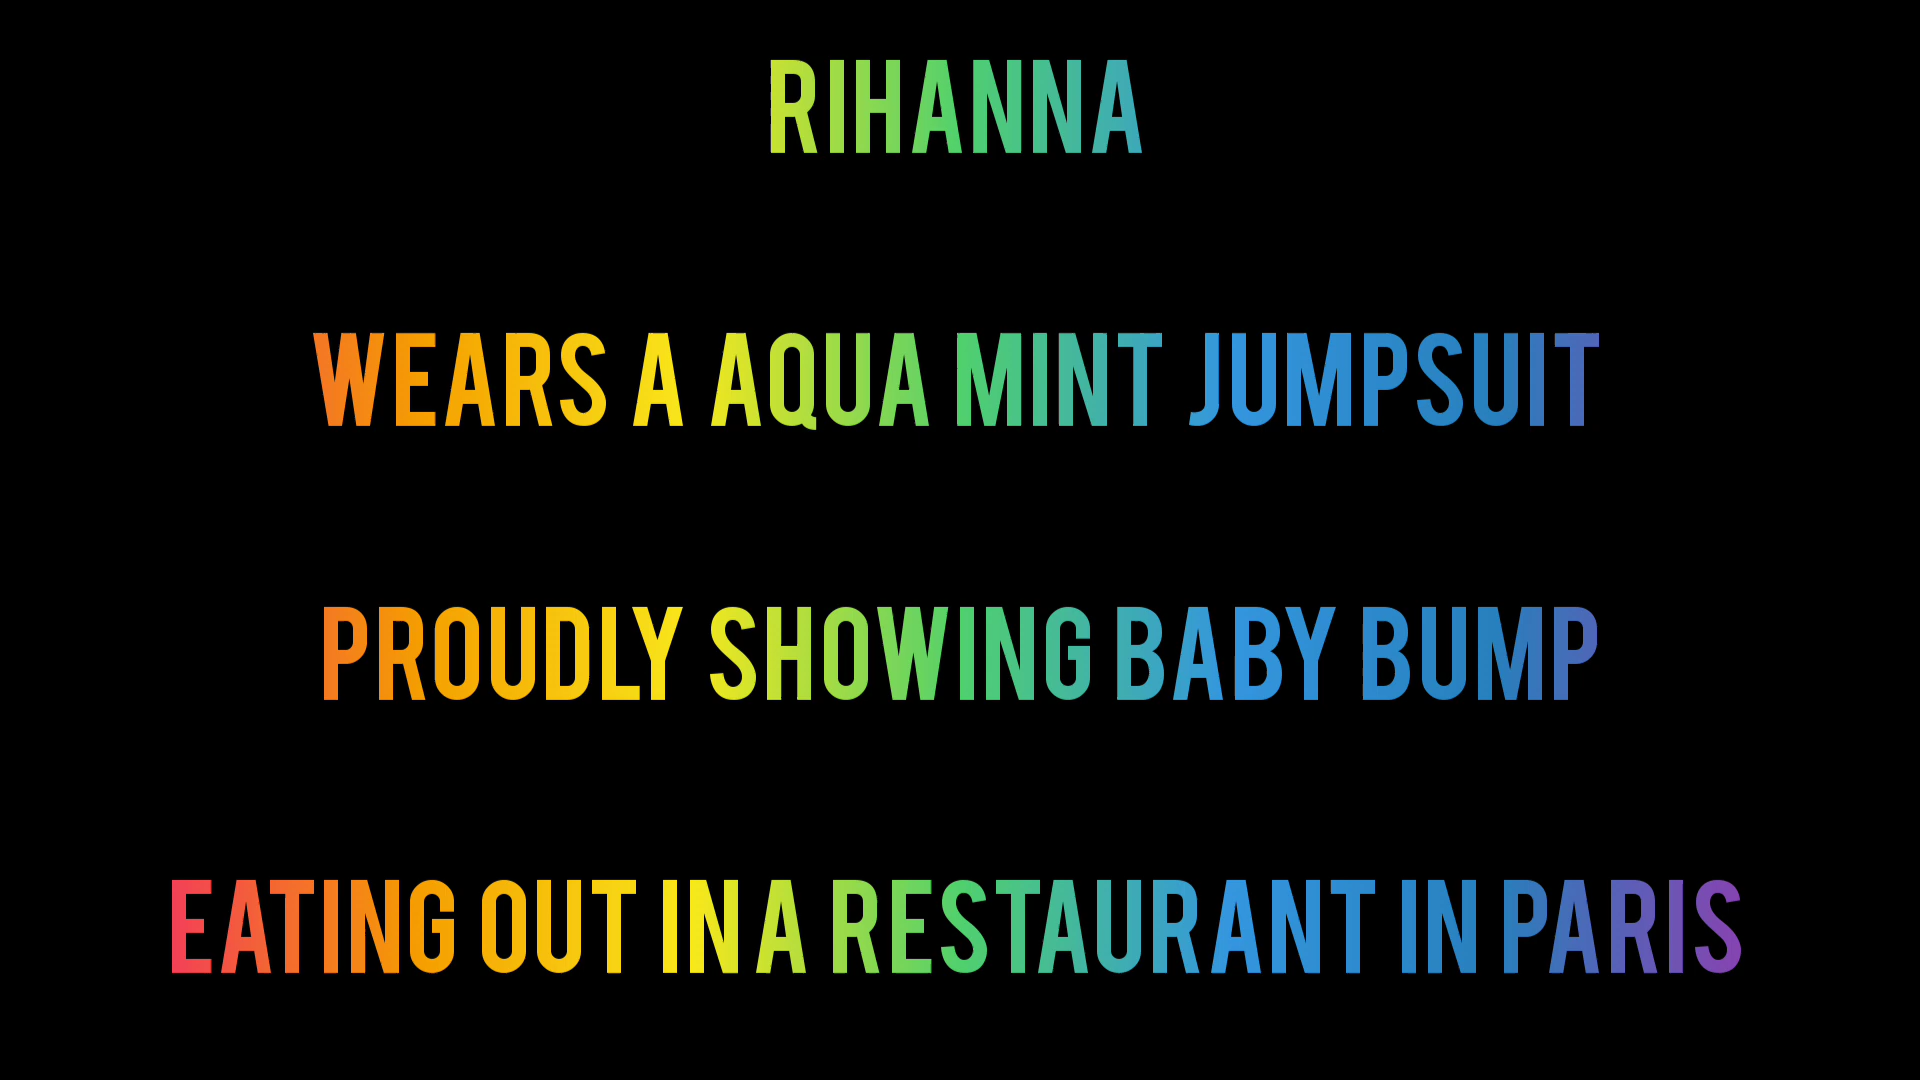 RIHANNA
WEARS A AQUA MINT JUMPSUIT
PROUDLY SHOWING BABY BUMP
EATING OUT IN A RESTAURANT IN PARIS